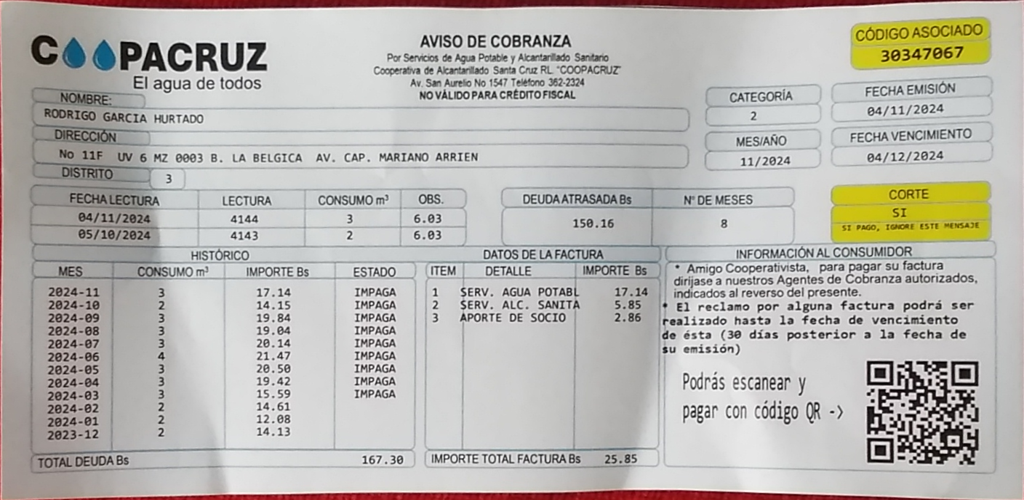 COOPACRUZ
El agua de todos
AVISO DE COBRANZA
Por Servicios de Agua Potable y Alcantarillado Sanitario
Cooperativa de Alcantarillado Santa Cruz RL. "COOPACRUZ"
Av. San Aurelio No 1547 Teléfono 362-2324
NO VÁLIDO PARA CRÉDITO FISCAL
CÓDIGO ASOCIADO
30347067
NOMBRE:
RODRIGO GARCIA HURTADO
CATEGORÍA
2
FECHA EMISIÓN
04/11/2024
DIRECCIÓN
No 11F UV 6 MZ 0003 B. LA BELGICA AV. CAP. MARIANO ARRIEN
MES/AÑO
11/2024
FECHA VENCIMIENTO
04/12/2024
DISTRITO 3
FECHA LECTURA LECTURA CONSUMO m³ OBS.
04/11/2024 4144 3 6.03
05/10/2024 4143 2 6.03
DEUDA ATRASADA Bs Nº DE MESES
150.16 8
CORTE
SI
SI PAGO, IGNORE ESTE MENSAJE
HISTÓRICO
MES CONSUMO m³ IMPORTE Bs ESTADO
2024-11 3 17.14 IMPAGA
2024-10 2 14.15 IMPAGA
2024-09 3 19.84 IMPAGA
2024-08 3 19.04 IMPAGA
2024-07 3 20.14 IMPAGA
2024-06 4 21.47 IMPAGA
2024-05 3 20.50 IMPAGA
2024-04 3 19.42 IMPAGA
2024-03 3 15.59 IMPAGA
2024-02 2 14.61
2024-01 2 12.08
2023-12 2 14.13
TOTAL DEUDA Bs 167.30
DATOS DE LA FACTURA
ITEM DETALLE IMPORTE Bs
1 SERV. AGUA POTABL 17.14
2 SERV. ALC. SANITA 5.85
3 APORTE DE SOCIO 2.86
IMPORTE TOTAL FACTURA Bs 25.85
INFORMACIÓN AL CONSUMIDOR
* Amigo Cooperativista, para pagar su factura
diríjase a nuestros Agentes de Cobranza autorizados,
indicados al reverso del presente.
* El reclamo por alguna factura podrá ser
realizado hasta la fecha de vencimiento
de ésta (30 días posterior a la fecha de
su emisión)
Podrás escanear y
pagar con código QR ->